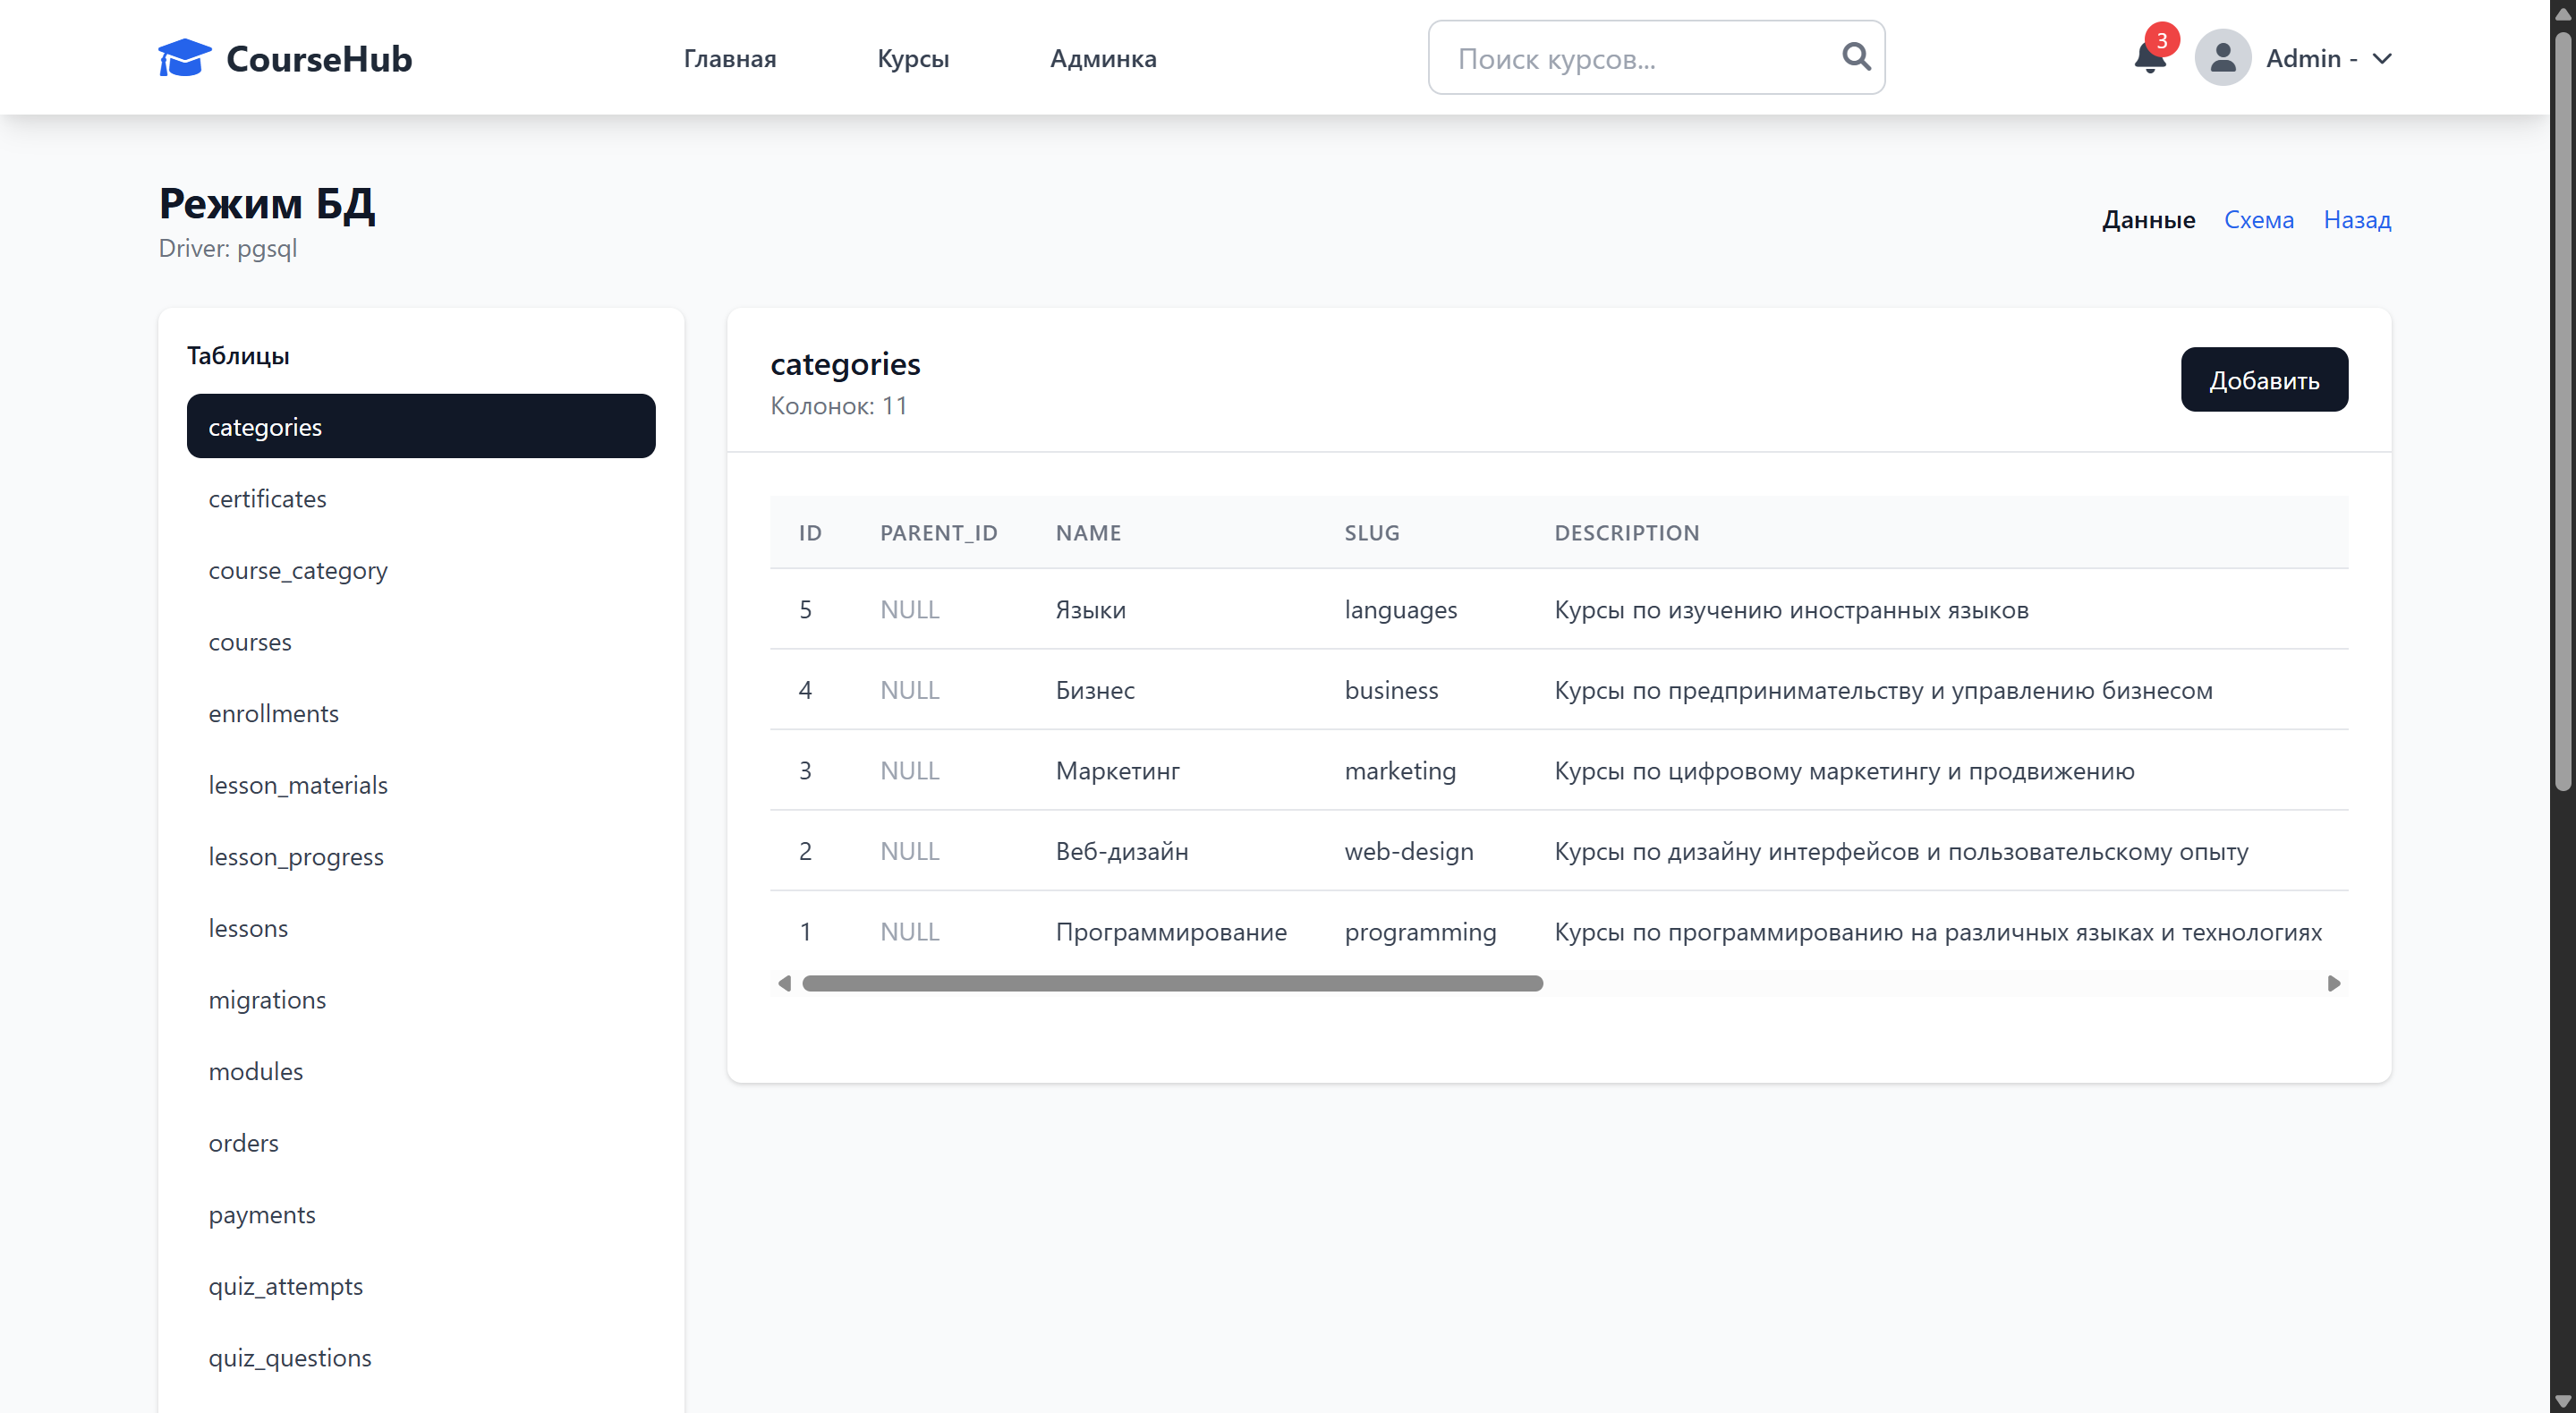 CourseHub
Главная Курсы Админка
Поиск курсов...
3
Admin -
Режим БД
Driver: pgsql
Данные Схема Назад
Таблицы
categories
certificates
course_category
courses
enrollments
lesson_materials
lesson_progress
lessons
migrations
modules
orders
payments
quiz_attempts
quiz_questions
categories
Колонок: 11
Добавить
ID PARENT_ID NAME SLUG DESCRIPTION
5 NULL Языки languages Курсы по изучению иностранных языков
4 NULL Бизнес business Курсы по предпринимательству и управлению бизнесом
3 NULL Маркетинг marketing Курсы по цифровому маркетингу и продвижению
2 NULL Веб-дизайн web-design Курсы по дизайну интерфейсов и пользовательскому опыту
1 NULL Программирование programming Курсы по программированию на различных языках и технологиях